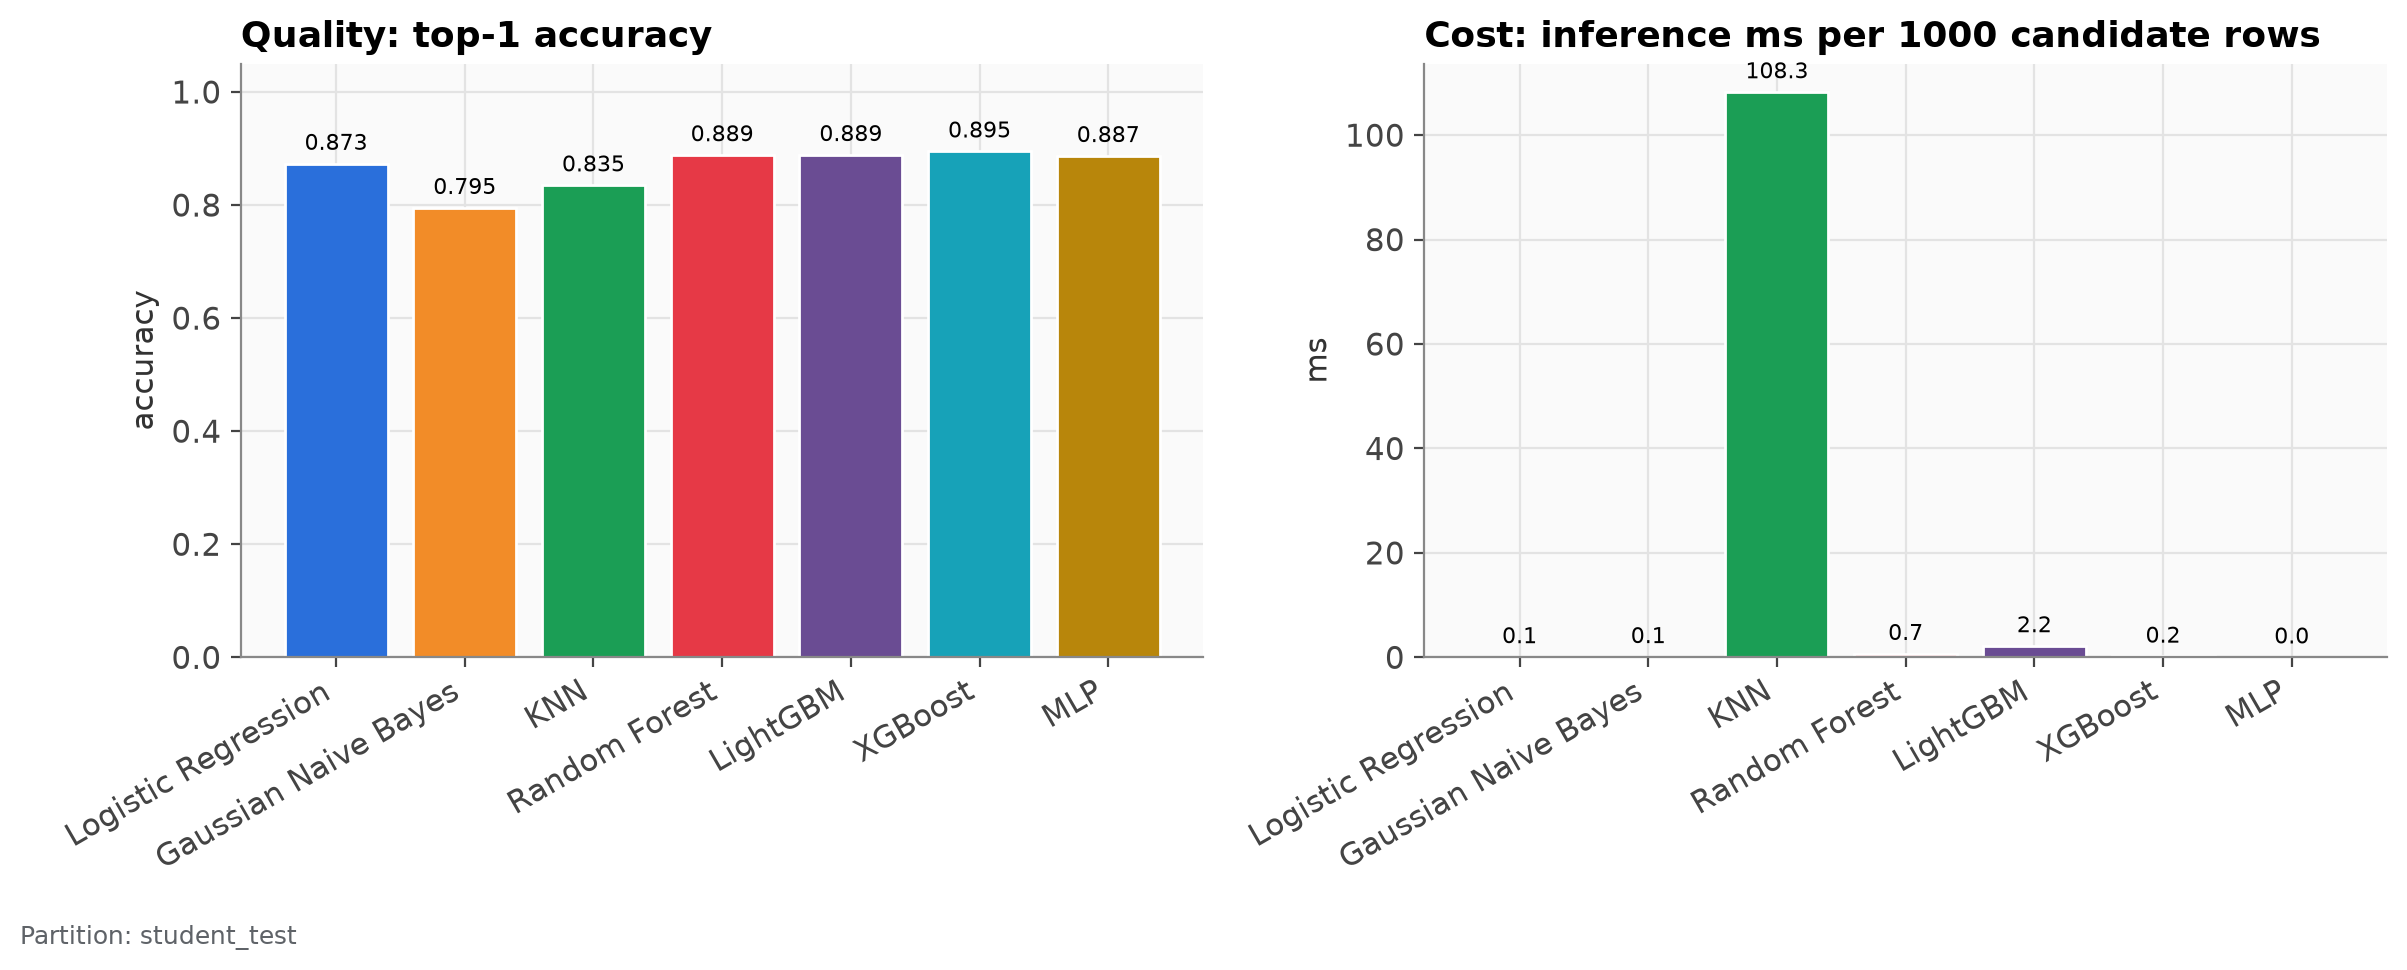 Quality: top-1 accuracy
accuracy
1.0
0.8
0.6
0.4
0.2
0.0
0.873
0.795
0.835
0.889
0.889
0.895
0.887
Logistic Regression
Gaussian Naive Bayes
KNN
Random Forest
LightGBM
XGBoost
MLP
Cost: inference ms per 1000 candidate rows
ms
100
80
60
40
20
0
0.1
0.1
108.3
0.7
2.2
0.2
0.0
Logistic Regression
Gaussian Naive Bayes
KNN
Random Forest
LightGBM
XGBoost
MLP
Partition: student_test